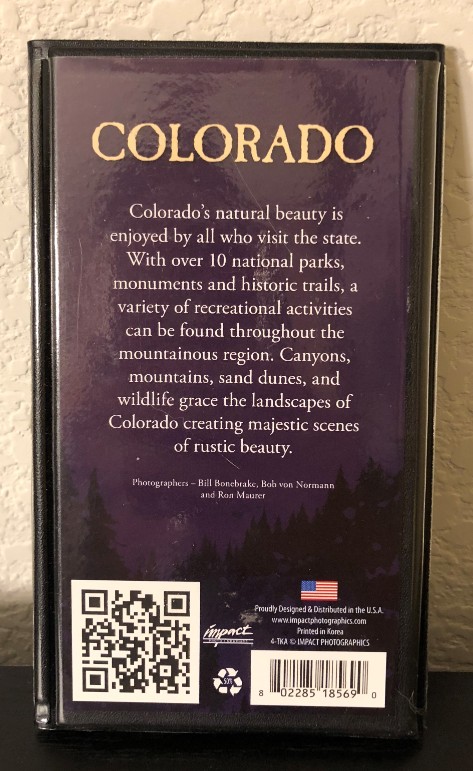 COLORADO
Colorado's natural beauty is
enjoyed by all who visit the state.
With over 10 national parks,
monuments and historic trails, a
variety of recreational activities
can be found throughout the
mountainous region. Canyons,
mountains, sand dunes, and
wildlife grace the landscapes of
Colorado creating majestic scenes
of rustic beauty.
Photographers – Bill Bonebrake, Bob von Normann
and Ron Maurer
Proudly Designed & Distributed in the U.S.A.
www.impactphotographics.com
Printed in Korea
4-TKA © IMPACT PHOTOGRAPHICS
impact
50%
8 02285 18569 0